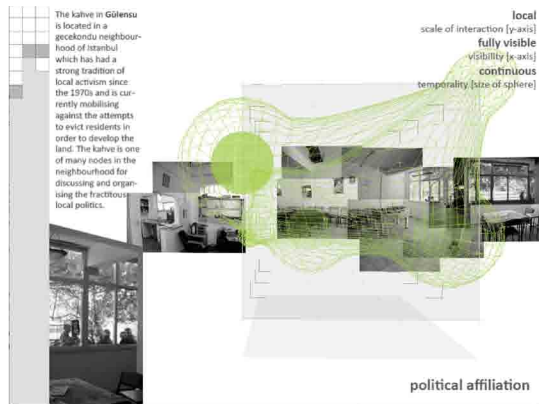 The kahve in Gülensu
is located in a
gecekondu neighbour-
hood of Istanbul
which has had a
strong tradition of
local activism since
the 1970s and is cur-
rently mobilising
against the attempts
to evict residents in
order to develop the
land. The kahve is one
of many nodes in the
neighbourhood for
discussing and organ-
ising the fractitouse
local politics.
local
scale of interaction [y-axis]
fully visible
visibility [x-axis]
continuous
temporality [size of sphere]
political affiliation